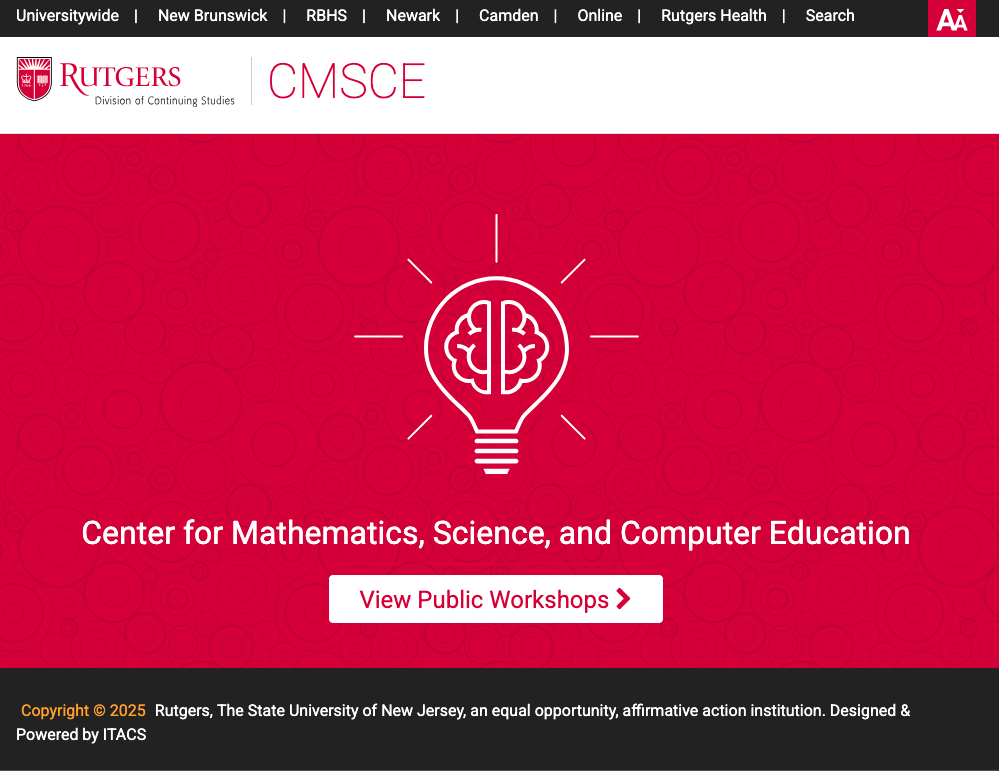 Universitywide | New Brunswick | RBHS | Newark | Camden | Online | Rutgers Health | Search AA
RUTGERS CMSCE
Division of Continuing Studies
Center for Mathematics, Science, and Computer Education
View Public Workshops
Copyright © 2025 Rutgers, The State University of New Jersey, an equal opportunity, affirmative action institution. Designed &
Powered by ITACS